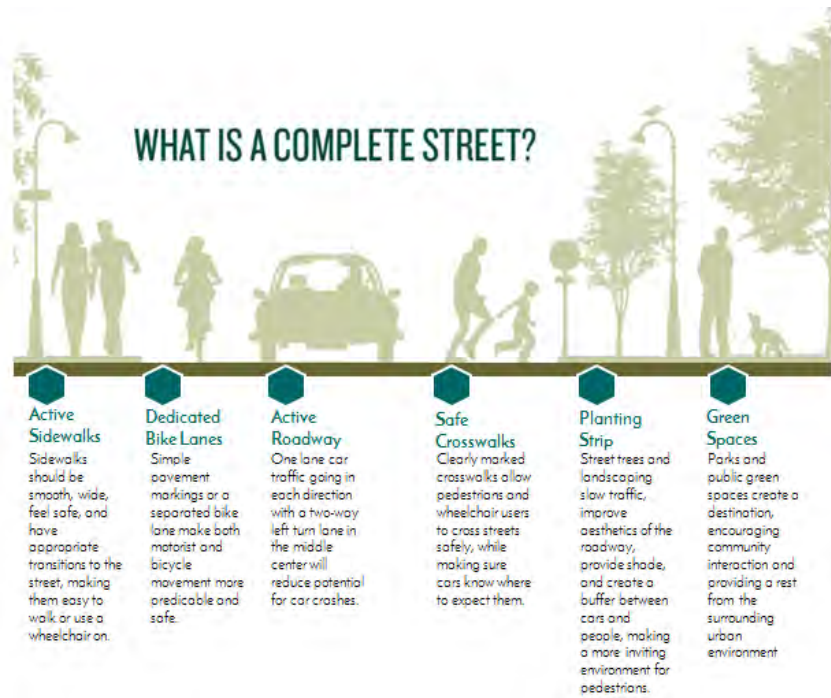 WHAT IS A COMPLETE STREET?
Active
Sidewalks
Sidewalks
should be
smooth, wide,
feel safe, and
have
appropriate
transitions to the
street, making
them easy to
walk or use a
wheelchair on.
Dedicated
Bike Lanes
Simple
pavement
markings or a
separated bike
lane make both
motorist and
bicycle
movement more
predicable and
safe.
Active
Roadway
One lane car
traffic going in
each direction
with a two-way
left turn lane in
the middle
center will
reduce potential
for car crashes.
Safe
Crosswalks
Clearly marked
crosswalks allow
pedestrians and
wheelchair users
to cross streets
safely, while
making sure
cars know where
to expect them.
Planting
Strip
Street trees and
landscaping
slow traffic,
improve
aesthetics of the
roadway,
provide shade,
and create a
buffer between
cars and
people, making
a more inviting
environment for
pedestrians.
Green
Spaces
Parks and
public green
spaces create a
destination,
encouraging
community
interaction and
providing a rest
from the
surrounding
urban
environment